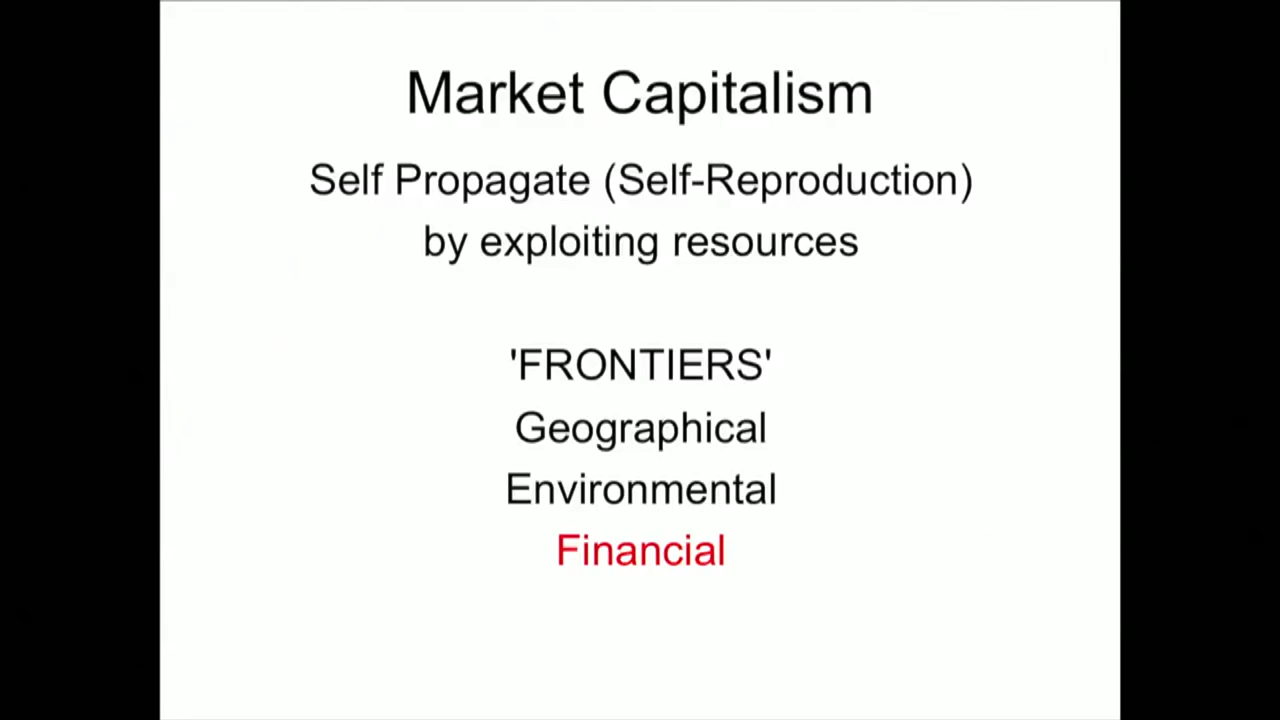 Market Capitalism
Self Propagate (Self-Reproduction)
by exploiting resources
'FRONTIERS'
Geographical
Environmental
Financial